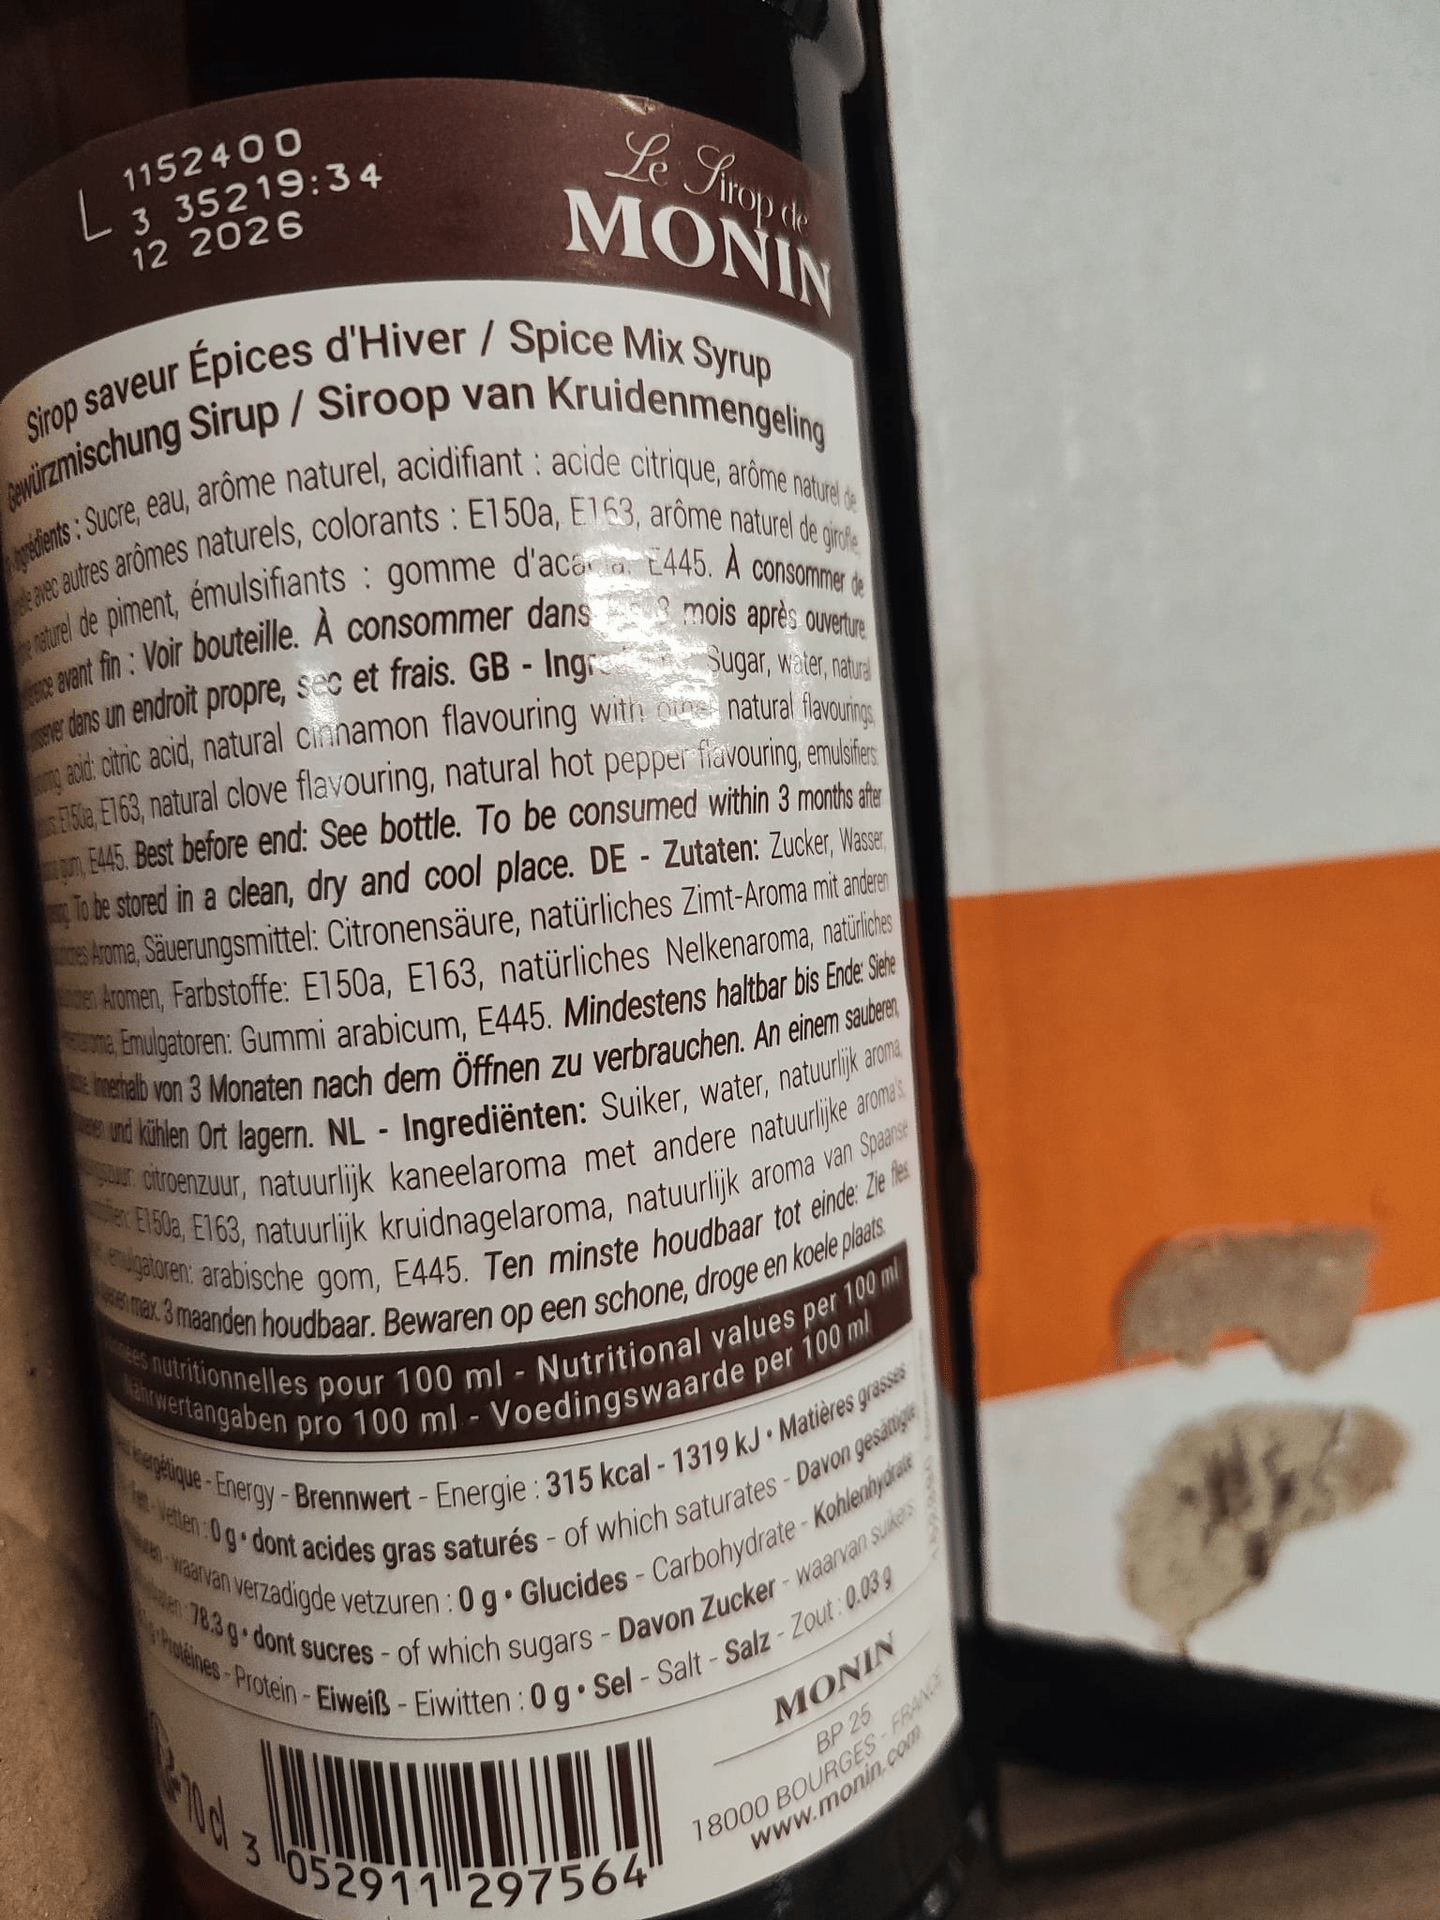 L 1152400
3 35219:34
12 2026
Le Sirop de
MONIN
Sirop saveur Épices d'Hiver / Spice Mix Syrup
Gewürzmischung Sirup / Siroop van Kruidenmengeling
Ingrédients : Sucre, eau, arôme naturel, acidifiant : acide citrique, arôme naturel de
avec autres arômes naturels, colorants : E150a, E163, arôme naturel de girofle,
naturel de piment, émulsifiants : gomme d'acacia, E445. À consommer de
avant fin : Voir bouteille. À consommer dans 3 mois après ouverture.
dans un endroit propre, sec et frais. GB - Sugar, water, natural
acid: citric acid, natural cinnamon flavouring with other natural flavourings,
E150a, E163, natural clove flavouring, natural hot pepper flavouring, emulsifiers:
gum, E445. Best before end: See bottle. To be consumed within 3 months after
To be stored in a clean, dry and cool place. DE - Zutaten: Zucker, Wasser,
Aroma, Säuerungsmittel: Citronensäure, natürliches Zimt-Aroma mit anderen
Aromen, Farbstoffe: E150a, E163, natürliches Nelkenaroma, natürliches
Emulgatoren: Gummi arabicum, E445. Mindestens haltbar bis Ende: Siehe
innerhalb von 3 Monaten nach dem Öffnen zu verbrauchen. An einem sauberen,
und kühlen Ort lagern. NL - Ingrediënten: Suiker, water, natuurlijk aroma,
citroenzuur, natuurlijk kaneelaroma met andere natuurlijke aroma's,
E150a, E163, natuurlijk kruidnagelaroma, natuurlijk aroma van Spaanse
emulgatoren: arabische gom, E445. Ten minste houdbaar tot einde: Zie fles.
max. 3 maanden houdbaar. Bewaren op een schone, droge en koele plaats.
nutritionnelles pour 100 ml - Nutritional values per 100 ml
Nährwertangaben pro 100 ml - Voedingswaarde per 100 ml
énergétique - Energy - Brennwert - Energie : 315 kcal - 1319 kJ • Matières grasses
Vetten : 0 g • dont acides gras saturés - of which saturates - Davon gesättigte
waarvan verzadigde vetzuren : 0 g • Glucides - Carbohydrate - Kohlenhydrate
78.3 g • dont sucres - of which sugars - Davon Zucker - waarvan suikers
Protéines - Protein - Eiweiß - Eiwitten : 0 g • Sel - Salt - Salz - Zout : 0.03 g
MONIN
BP 25
18000 BOURGES - FRANCE
www.monin.com
70 cl
3 052911 297564